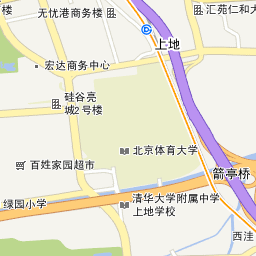 无忧港商务楼
汇苑仁和大
上地
宏达商务中心
硅谷亮
城2号楼
北京体育大学
百姓家园超市
箭亭桥
绿园小学
清华大学附属中学
上地学校
西洼